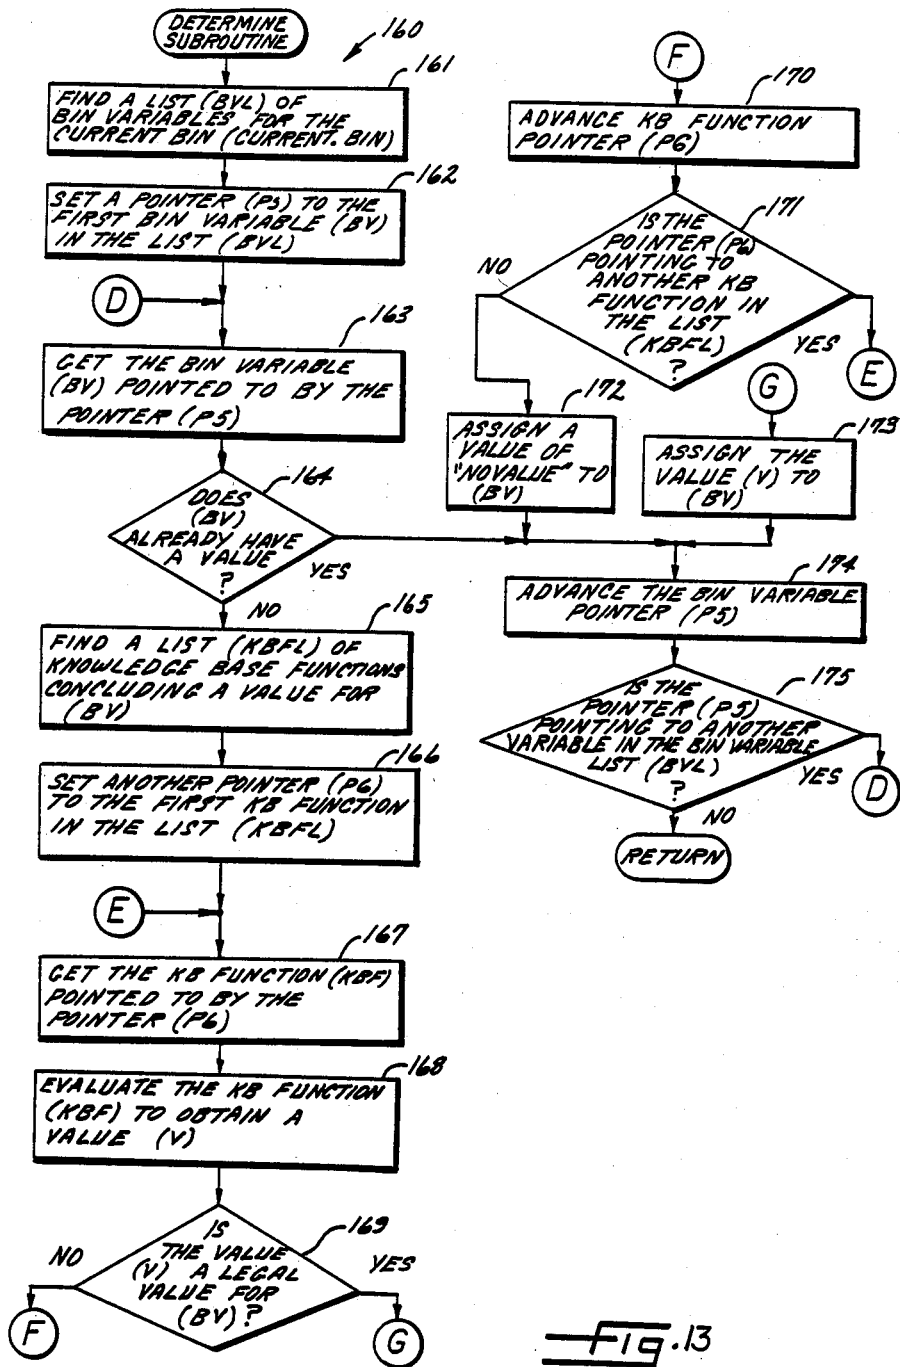 DETERMINE
SUBROUTINE
160
161
FIND A LIST (BVL) OF
BIN VARIABLES FOR THE
CURRENT BIN (CURRENT.BIN)
162
SET A POINTER (P5) TO THE
FIRST BIN VARIABLE (BV)
IN THE LIST (BVL)
D
163
GET THE BIN VARIABLE
(BV) POINTED TO BY THE
POINTER (P5)
164
DOES
(BV)
ALREADY HAVE
A VALUE
?
YES
NO
165
FIND A LIST (KBFL) OF
KNOWLEDGE BASE FUNCTIONS
CONCLUDING A VALUE FOR
(BV)
166
SET ANOTHER POINTER (P6)
TO THE FIRST KB FUNCTION
IN THE LIST (KBFL)
E
167
GET THE KB FUNCTION (KBF)
POINTED TO BY THE
POINTER (P6)
168
EVALUATE THE KB FUNCTION
(KBF) TO OBTAIN A
VALUE (V)
169
IS
THE VALUE
(V) A LEGAL
VALUE FOR
(BV)?
NO
YES
F
G
F
170
ADVANCE KB FUNCTION
POINTER (P6)
171
IS THE
POINTER (P6)
POINTING TO
ANOTHER KB
FUNCTION IN
THE LIST
(KBFL)
?
NO
YES
E
G
172
ASSIGN A
VALUE OF
"NOVALUE" TO
(BV)
173
ASSIGN THE
VALUE (V) TO
(BV)
174
ADVANCE THE BIN VARIABLE
POINTER (P5)
175
IS THE
POINTER (P5)
POINTING TO ANOTHER
VARIABLE IN THE BIN VARIABLE
LIST (BVL)
?
YES
NO
D
RETURN
Fig.13